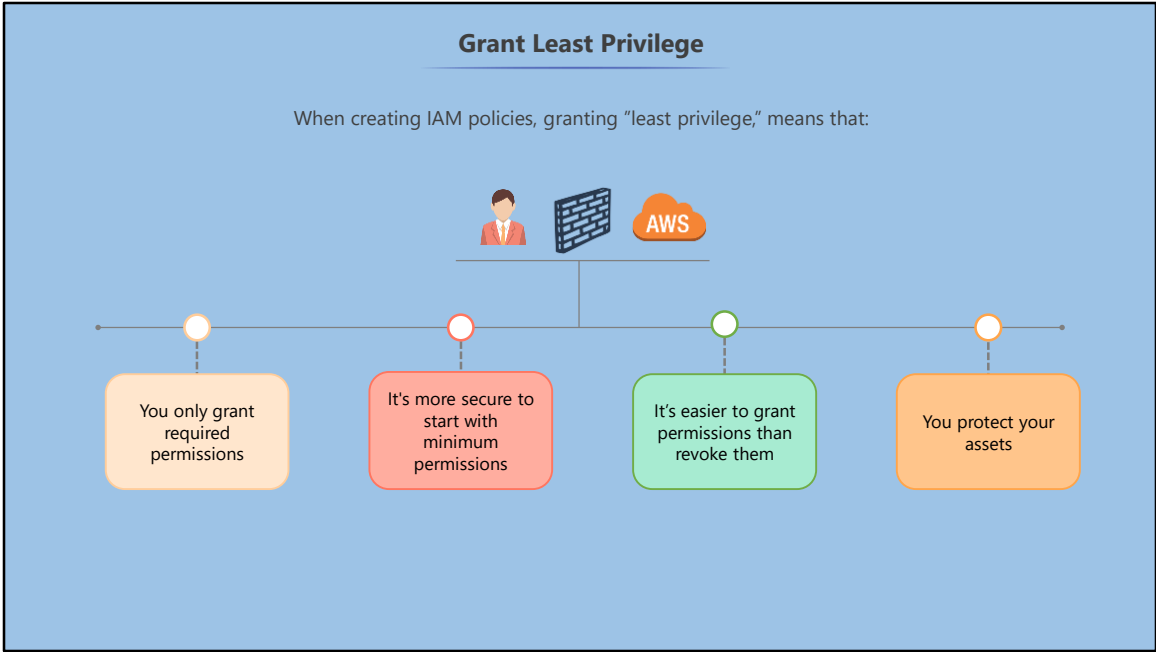 Grant Least Privilege
When creating IAM policies, granting “least privilege,” means that:
AWS
You only grant
required
permissions
It's more secure to
start with
minimum
permissions
It’s easier to grant
permissions than
revoke them
You protect your
assets